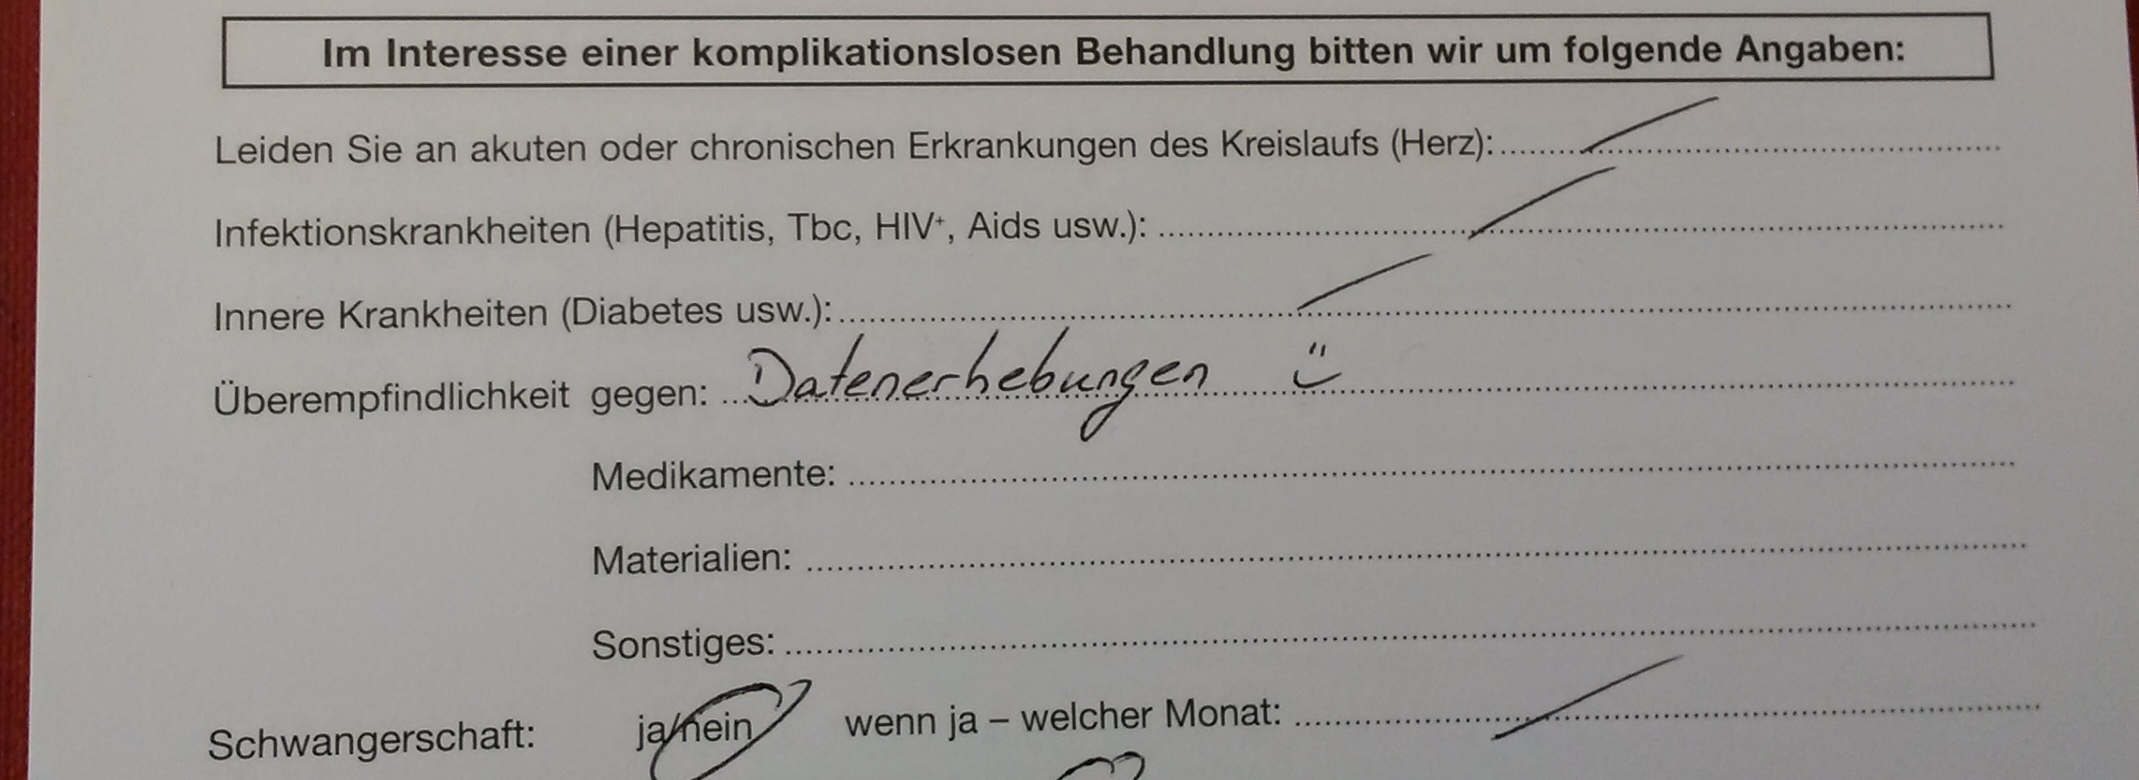 Im Interesse einer komplikationslosen Behandlung bitten wir um folgende Angaben:
Leiden Sie an akuten oder chronischen Erkrankungen des Kreislaufs (Herz):
Infektionskrankheiten (Hepatitis, Tbc, HIV⁺, Aids usw.):
Innere Krankheiten (Diabetes usw.):
Überempfindlichkeit gegen: Datenerhebungen
Medikamente:
Materialien:
Sonstiges:
Schwangerschaft: ja/nein wenn ja – welcher Monat: